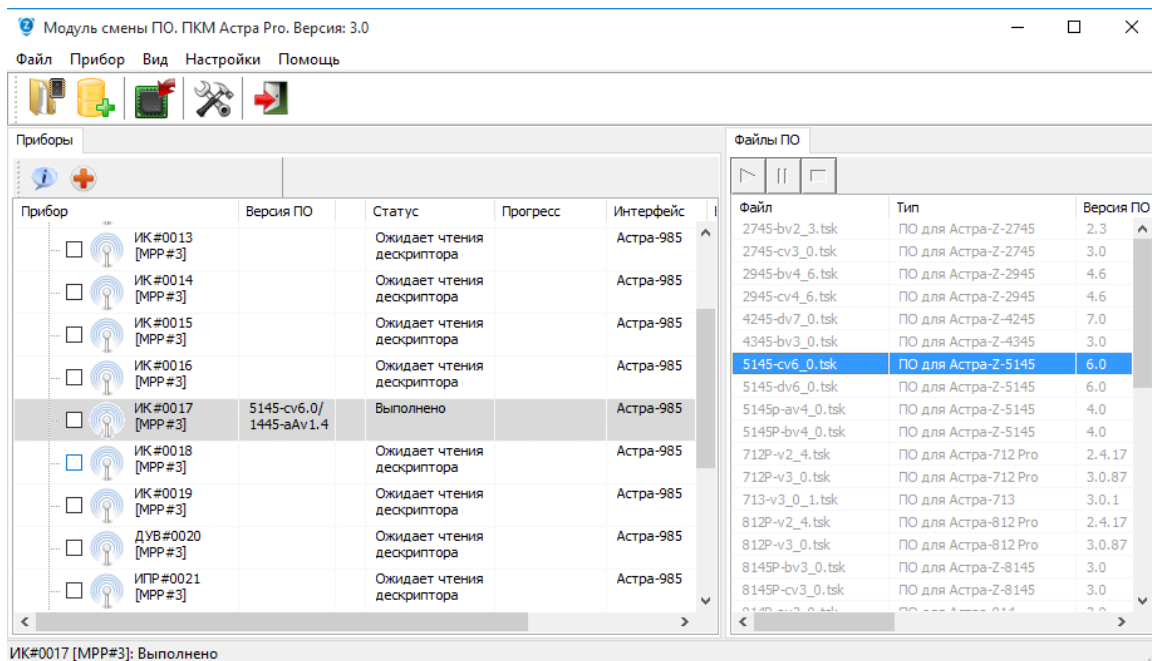 Модуль смены ПО. ПКМ Астра Pro. Версия: 3.0
Файл Прибор Вид Настройки Помощь
Приборы
Прибор Версия ПО Статус Прогресс Интерфейс
ИК#0013 Ожидает чтения Астра-985
[МРР#3] дескриптора
ИК#0014 Ожидает чтения Астра-985
[МРР#3] дескриптора
ИК#0015 Ожидает чтения Астра-985
[МРР#3] дескриптора
ИК#0016 Ожидает чтения Астра-985
[МРР#3] дескриптора
ИК#0017 5145-cv6.0/ Выполнено Астра-985
[МРР#3] 1445-aAv1.4
ИК#0018 Ожидает чтения Астра-985
[МРР#3] дескриптора
ИК#0019 Ожидает чтения Астра-985
[МРР#3] дескриптора
ДУВ#0020 Ожидает чтения Астра-985
[МРР#3] дескриптора
ИПР#0021 Ожидает чтения Астра-985
[МРР#3] дескриптора
Файлы ПО
Файл Тип Версия ПО
2745-bv2_3.tsk ПО для Астра-Z-2745 2.3
2745-cv3_0.tsk ПО для Астра-Z-2745 3.0
2945-bv4_6.tsk ПО для Астра-Z-2945 4.6
2945-cv4_6.tsk ПО для Астра-Z-2945 4.6
4245-dv7_0.tsk ПО для Астра-Z-4245 7.0
4345-bv3_0.tsk ПО для Астра-Z-4345 3.0
5145-cv6_0.tsk ПО для Астра-Z-5145 6.0
5145-dv6_0.tsk ПО для Астра-Z-5145 6.0
5145p-av4_0.tsk ПО для Астра-Z-5145 4.0
5145P-bv4_0.tsk ПО для Астра-Z-5145 4.0
712P-v2_4.tsk ПО для Астра-712 Pro 2.4.17
712P-v3_0.tsk ПО для Астра-712 Pro 3.0.87
713-v3_0_1.tsk ПО для Астра-713 3.0.1
812P-v2_4.tsk ПО для Астра-812 Pro 2.4.17
812P-v3_0.tsk ПО для Астра-812 Pro 3.0.87
8145P-bv3_0.tsk ПО для Астра-Z-8145 3.0
8145P-cv3_0.tsk ПО для Астра-Z-8145 3.0
ИК#0017 [МРР#3]: Выполнено